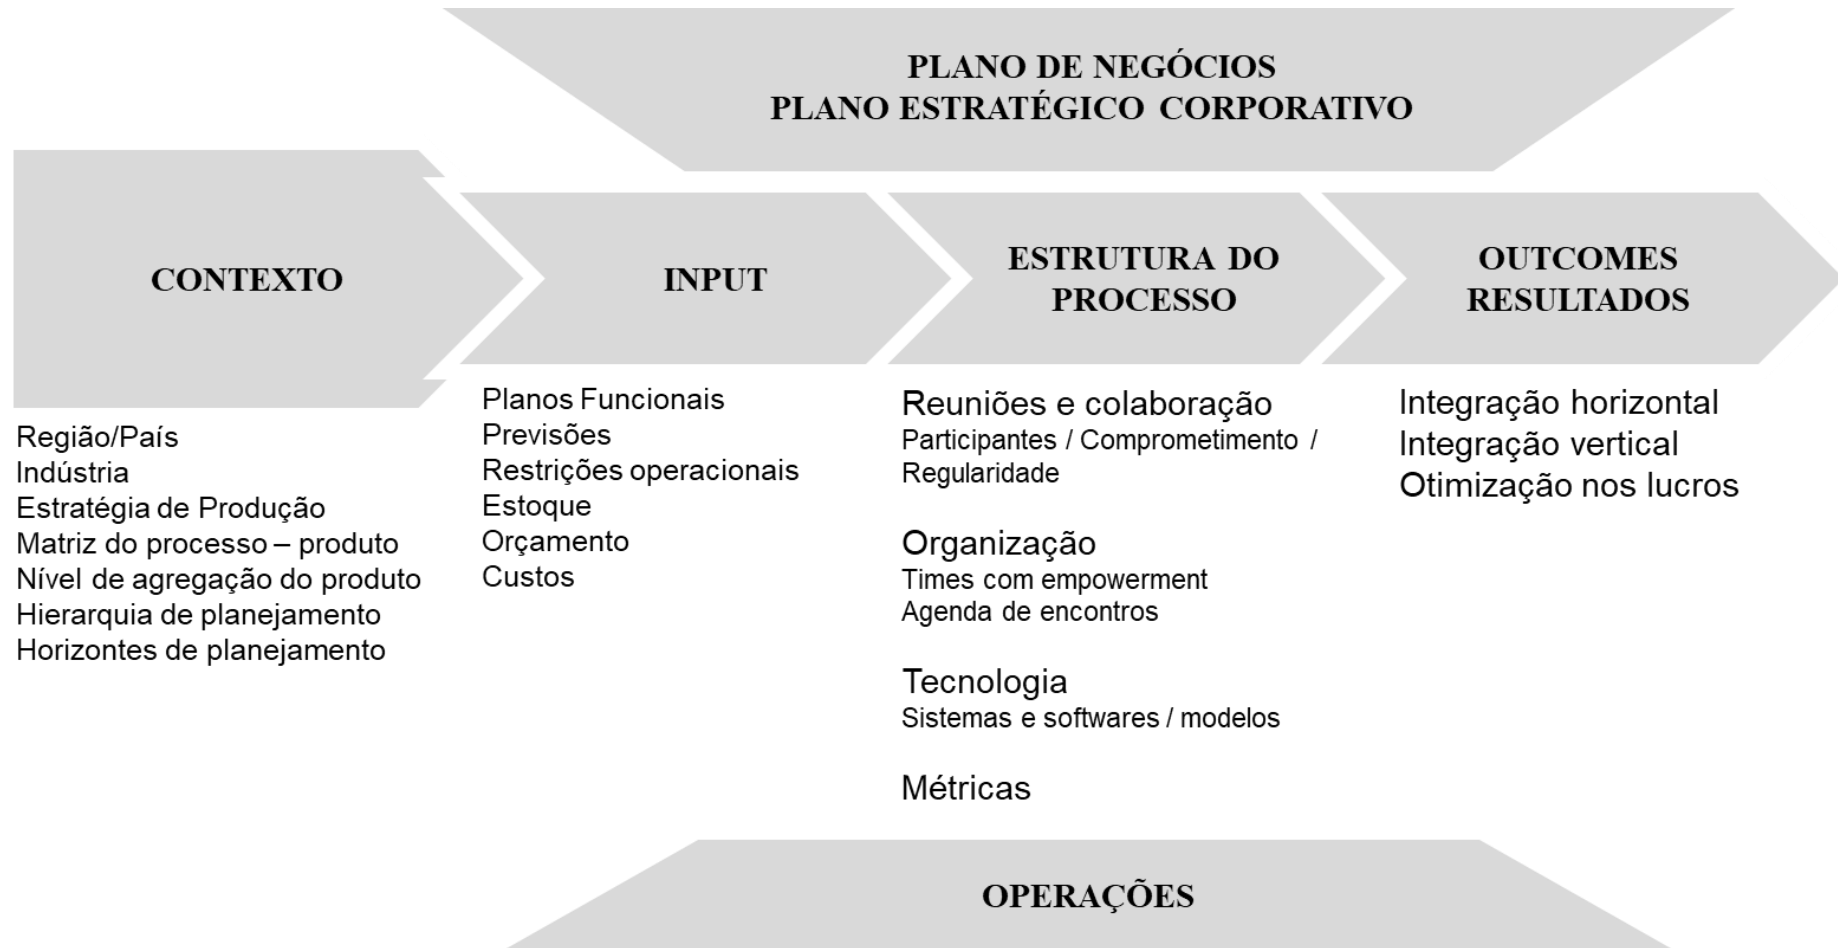 PLANO DE NEGÓCIOS
PLANO ESTRATÉGICO CORPORATIVO
CONTEXTO
INPUT
ESTRUTURA DO
PROCESSO
OUTCOMES
RESULTADOS
Região/País
Indústria
Estratégia de Produção
Matriz do processo – produto
Nível de agregação do produto
Hierarquia de planejamento
Horizontes de planejamento
Planos Funcionais
Previsões
Restrições operacionais
Estoque
Orçamento
Custos
Reuniões e colaboração
Participantes / Comprometimento /
Regularidade
Organização
Times com empowerment
Agenda de encontros
Tecnologia
Sistemas e softwares / modelos
Métricas
Integração horizontal
Integração vertical
Otimização nos lucros
OPERAÇÕES